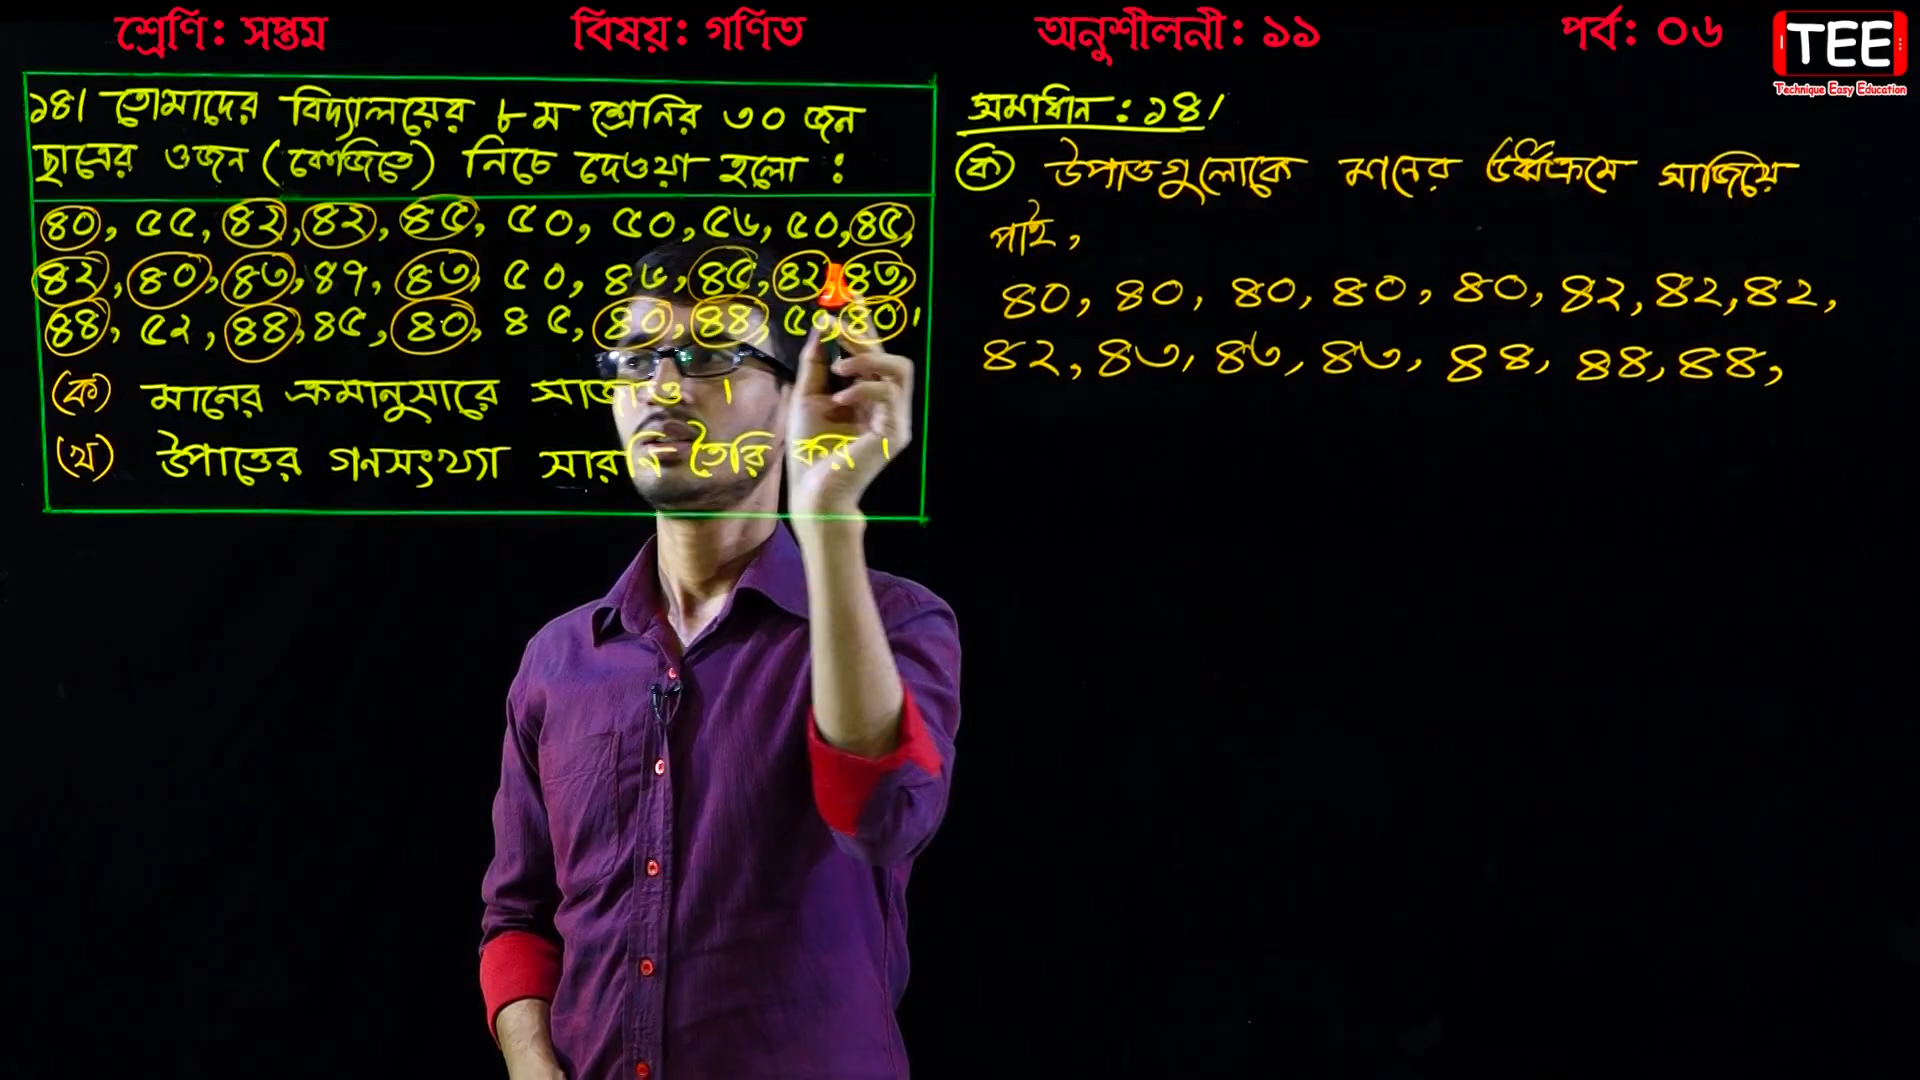 শ্রেণি: সপ্তম বিষয়: গণিত অনুশীলনী: ১১ পর্ব: ০৬
TEE
Technique Easy Education
১৪। তোমাদের বিদ্যালয়ের ৮ম শ্রেনির ৩০ জন
ছাত্রের ওজন (কেজিতে) নিচে দেওয়া হলো :
৪০, ৫৫, ৪২, ৪২, ৪৫, ৫০, ৫০, ৫৬, ৫০, ৪৫,
৪২, ৪০, ৪৩, ৪৭, ৪৩, ৫০, ৪৬, ৪৫, ৪২, ৪৩,
৪৪, ৫২, ৪৪, ৪৫, ৪০, ৪৫, ৪০, ৪৪, ৫০, ৪০।
(ক) মানের ক্রমানুসারে সাজাও ।
(খ) উপাত্তের গনসংখ্যা সারনি তৈরি কর ।
সমাধান : ১৪।
ক উপাত্তগুলোকে মানের ঊর্ধ্বক্রমে সাজিয়ে
পাই,
৪০, ৪০, ৪০, ৪০, ৪০, ৪২, ৪২, ৪২,
৪২, ৪৩, ৪৩, ৪৩, ৪৪, ৪৪, ৪৪,